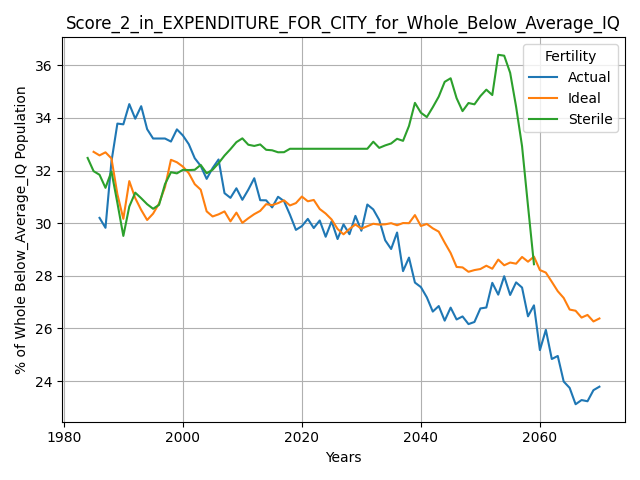 Score_2_in_EXPENDITURE_FOR_CITY_for_Whole_Below_Average_IQ
Fertility
Actual
Ideal
Sterile
% of Whole Below_Average_IQ Population
36
34
32
30
28
26
24
1980
2000
2020
2040
2060
Years